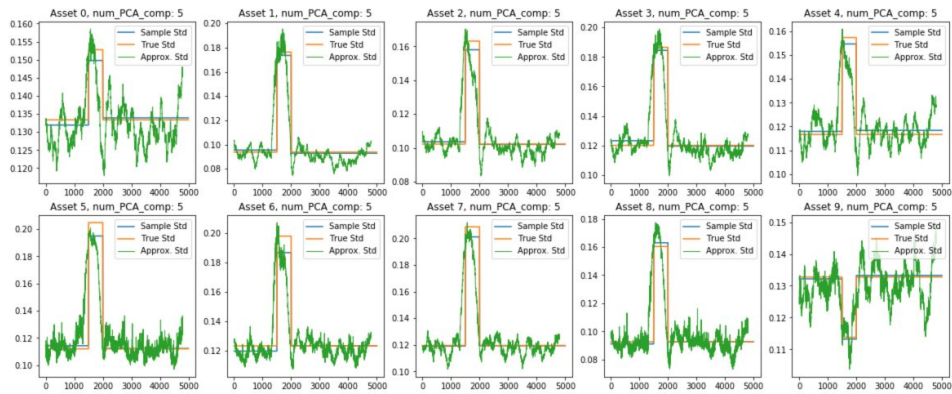 Asset 0, num_PCA_comp: 5
0.160
0.155
0.150
0.145
0.140
0.135
0.130
0.125
0.120
Sample Std
True Std
Approx. Std
0 1000 2000 3000 4000 5000
Asset 1, num_PCA_comp: 5
0.20
0.18
0.16
0.14
0.12
0.10
0.08
Sample Std
True Std
Approx. Std
0 1000 2000 3000 4000 5000
Asset 2, num_PCA_comp: 5
0.16
0.14
0.12
0.10
0.08
Sample Std
True Std
Approx. Std
0 1000 2000 3000 4000 5000
Asset 3, num_PCA_comp: 5
0.20
0.18
0.16
0.14
0.12
0.10
Sample Std
True Std
Approx. Std
0 1000 2000 3000 4000 5000
Asset 4, num_PCA_comp: 5
0.16
0.15
0.14
0.13
0.12
0.11
0.10
Sample Std
True Std
Approx. Std
0 1000 2000 3000 4000 5000
Asset 5, num_PCA_comp: 5
0.20
0.18
0.16
0.14
0.12
0.10
Sample Std
True Std
Approx. Std
0 1000 2000 3000 4000 5000
Asset 6, num_PCA_comp: 5
0.20
0.18
0.16
0.14
0.12
Sample Std
True Std
Approx. Std
0 1000 2000 3000 4000 5000
Asset 7, num_PCA_comp: 5
0.20
0.18
0.16
0.14
0.12
0.10
Sample Std
True Std
Approx. Std
0 1000 2000 3000 4000 5000
Asset 8, num_PCA_comp: 5
0.18
0.16
0.14
0.12
0.10
0.08
Sample Std
True Std
Approx. Std
0 1000 2000 3000 4000 5000
Asset 9, num_PCA_comp: 5
0.15
0.14
0.13
0.12
0.11
Sample Std
True Std
Approx. Std
0 1000 2000 3000 4000 5000